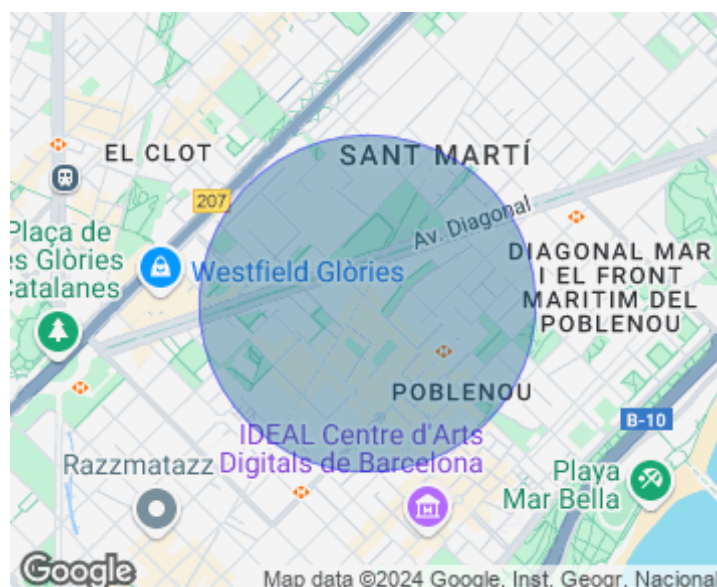 EL CLOT
SANT MARTÍ
207
Av. Diagonal
Plaça de
es Glòries
Catalanes
Westfield Glòries
DIAGONAL MAR
I EL FRONT
MARITIM DEL
POBLENOU
POBLENOU
B-10
IDEAL Centre d'Arts
Digitals de Barcelona
Razzmatazz
Playa
Mar Bella
Google
Map data ©2024 Google, Inst. Geogr. Nacional